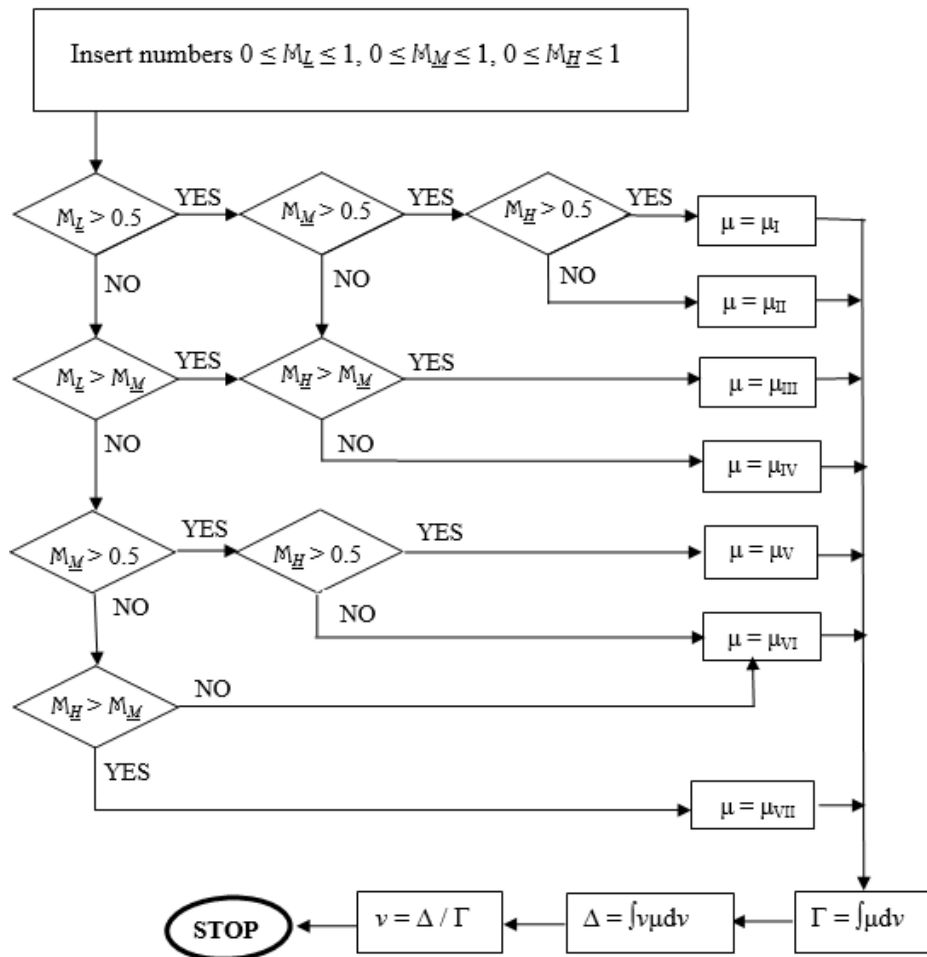 Insert numbers 0 ≤ M_L ≤ 1, 0 ≤ M_M ≤ 1, 0 ≤ M_H ≤ 1
M_L > 0.5
YES
M_M > 0.5
YES
M_H > 0.5
YES
μ = μ_I
NO
NO
NO
μ = μ_II
M_L > M_M
YES
M_H > M_M
YES
μ = μ_III
NO
NO
μ = μ_IV
M_M > 0.5
YES
M_H > 0.5
YES
μ = μ_V
NO
NO
μ = μ_VI
M_H > M_M
NO
YES
μ = μ_VII
STOP
v = Δ / Γ
Δ = ∫vμdv
Γ = ∫μdv